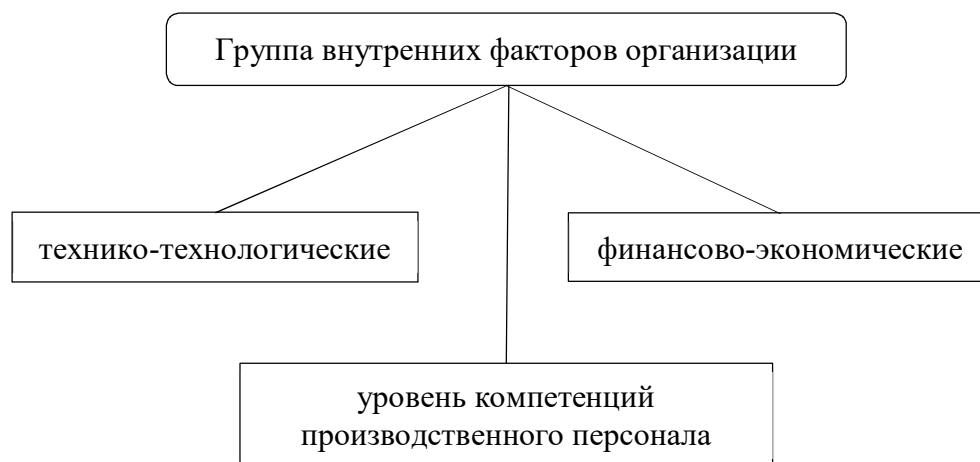 Группа внутренних факторов организации
технико-технологические
финансово-экономические
уровень компетенций
производственного персонала